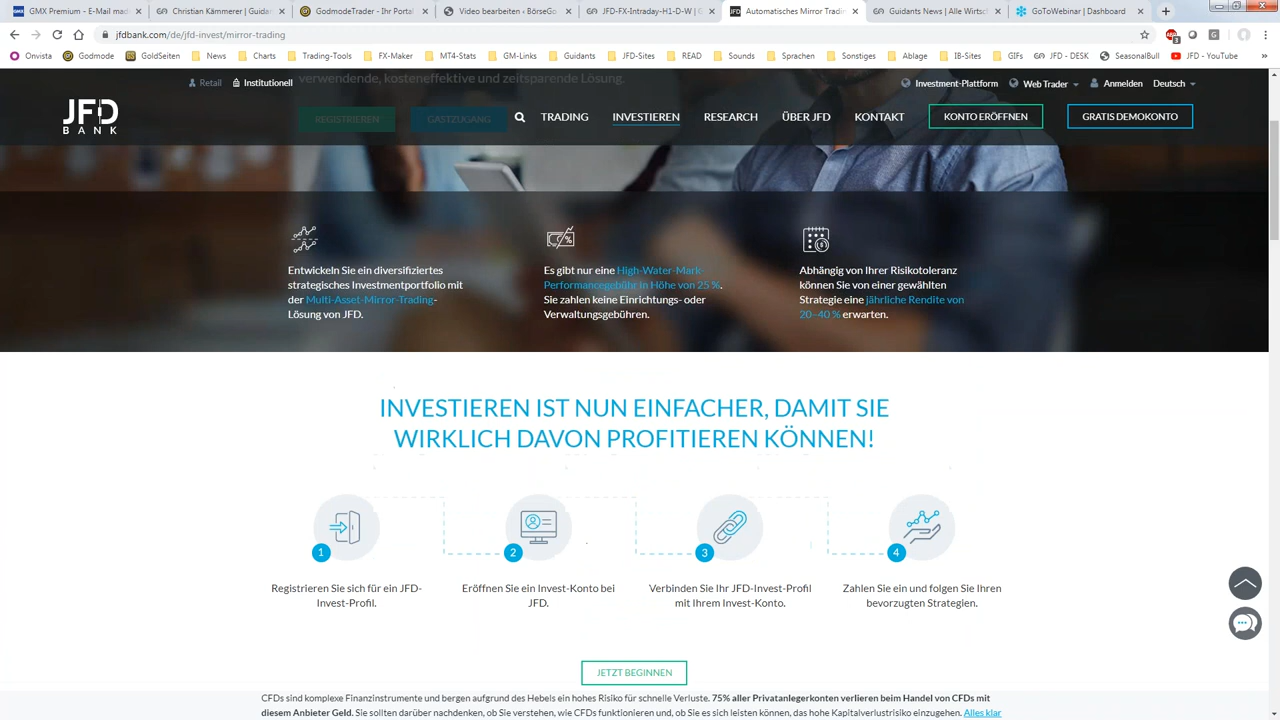 GMX Premium - E-Mail mad
Christian Kämmerer | Guidan
GodmodeTrader - Ihr Portal
Video bearbeiten ‹ BörseGo
JFD-FX-Intraday-H1-D-W | G
Automatisches Mirror Tradin
Guidants News | Alle Wirtsch
GoToWebinar | Dashboard
jfdbank.com/de/jfd-invest/mirror-trading
Onvista
Godmode
GoldSeiten
News
Charts
Trading-Tools
FX-Maker
MT4-Stats
GM-Links
Guidants
JFD-Sites
READ
Sounds
Sprachen
Sonstiges
Ablage
IB-Sites
GIFs
JFD - DESK
SeasonalBull
JFD - YouTube
Retail
Institutionell
verwendende, kosteneffektive und zeitsparende Lösung.
Investment-Plattform
Web Trader
Anmelden
Deutsch
JFD
BANK
REGISTRIEREN
GASTZUGANG
TRADING
INVESTIEREN
RESEARCH
ÜBER JFD
KONTAKT
KONTO ERÖFFNEN
GRATIS DEMOKONTO
Entwickeln Sie ein diversifiziertes
strategisches Investmentportfolio mit
der Multi-Asset-Mirror-Trading-
Lösung von JFD.
Es gibt nur eine High-Water-Mark-
Performancegebühr in Höhe von 25 %.
Sie zahlen keine Einrichtungs- oder
Verwaltungsgebühren.
Abhängig von Ihrer Risikotoleranz
können Sie von einer gewählten
Strategie eine jährliche Rendite von
20–40 % erwarten.
INVESTIEREN IST NUN EINFACHER, DAMIT SIE
WIRKLICH DAVON PROFITIEREN KÖNNEN!
1
2
3
4
Registrieren Sie sich für ein JFD-
Invest-Profil.
Eröffnen Sie ein Invest-Konto bei
JFD.
Verbinden Sie Ihr JFD-Invest-Profil
mit Ihrem Invest-Konto.
Zahlen Sie ein und folgen Sie Ihren
bevorzugten Strategien.
JETZT BEGINNEN
CFDs sind komplexe Finanzinstrumente und bergen aufgrund des Hebels ein hohes Risiko für schnelle Verluste. 75% aller Privatanlegerkonten verlieren beim Handel von CFDs mit
diesem Anbieter Geld. Sie sollten darüber nachdenken, ob Sie verstehen, wie CFDs funktionieren und, ob Sie es sich leisten können, das hohe Kapitalverlustrisiko einzugehen. Alles klar